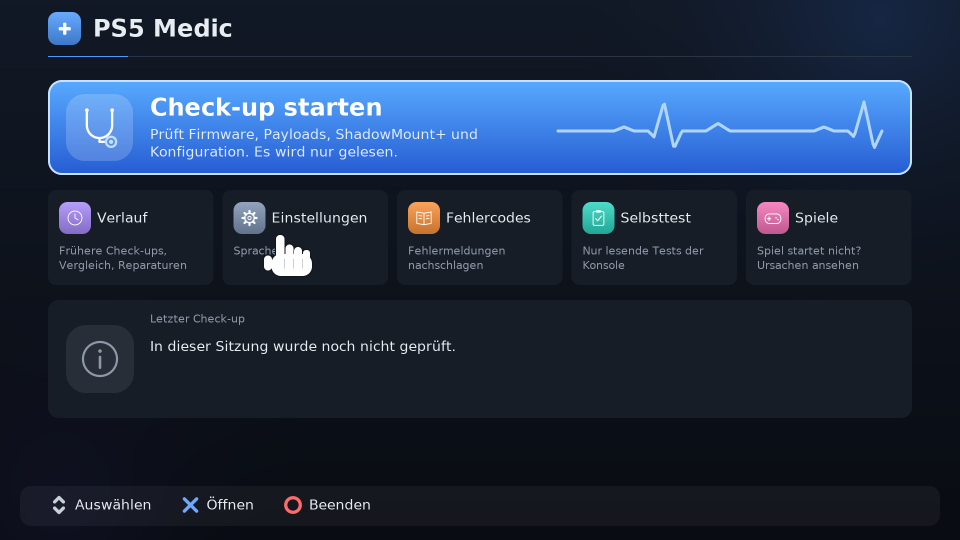 PS5 Medic
Check-up starten
Prüft Firmware, Payloads, ShadowMount+ und
Konfiguration. Es wird nur gelesen.
Verlauf
Frühere Check-ups,
Vergleich, Reparaturen
Einstellungen
Sprache
Fehlercodes
Fehlermeldungen
nachschlagen
Selbsttest
Nur lesende Tests der
Konsole
Spiele
Spiel startet nicht?
Ursachen ansehen
Letzter Check-up
In dieser Sitzung wurde noch nicht geprüft.
Auswählen
Öffnen
Beenden